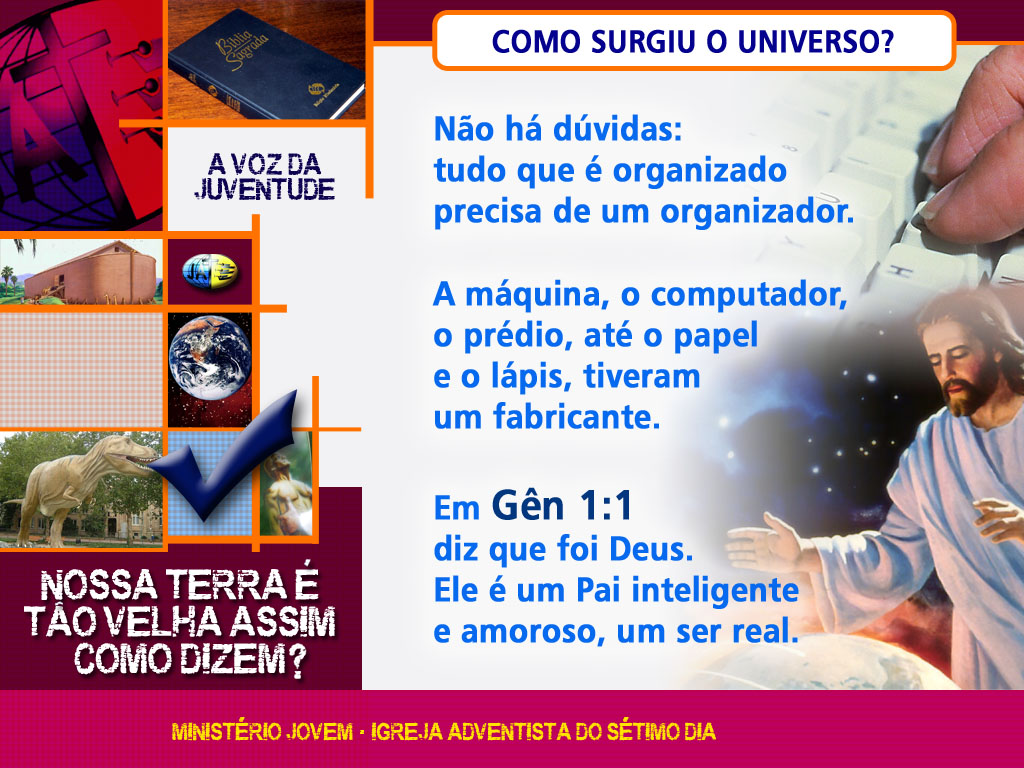 COMO SURGIU O UNIVERSO?
Bíblia
Sagrada
A VOZ DA
JUVENTUDE
Não há dúvidas:
tudo que é organizado
precisa de um organizador.
A máquina, o computador,
o prédio, até o papel
e o lápis, tiveram
um fabricante.
Em Gên 1:1
diz que foi Deus.
Ele é um Pai inteligente
e amoroso, um ser real.
NOSSA TERRA É
TÃO VELHA ASSIM
COMO DIZEM?
MINISTÉRIO JOVEM - IGREJA ADVENTISTA DO SÉTIMO DIA